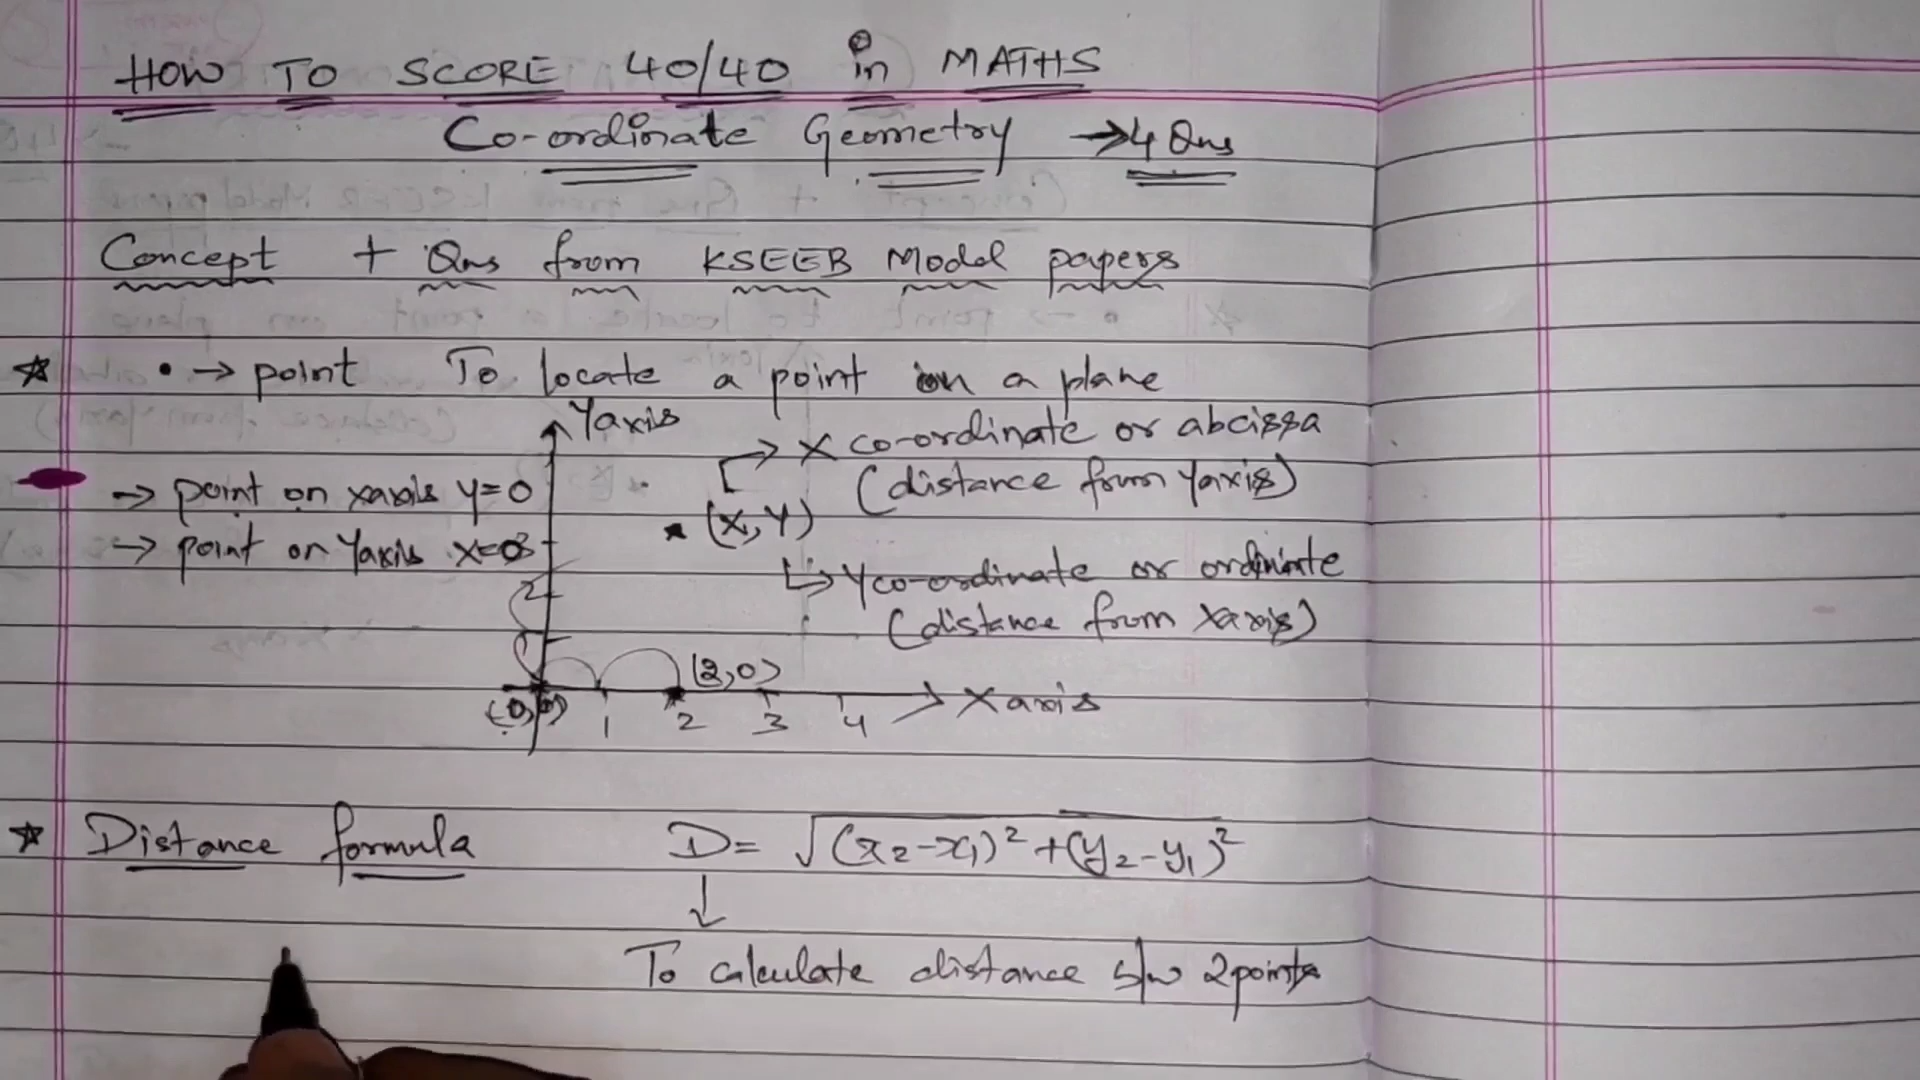 HOW TO SCORE 40/40 in MATHS
Co-ordinate Geometry → 4 Qns
Concept + Qns from KSEEB Model papers
☆ • → point To locate a point on a plane
Y axis
→ X co-ordinate or abcissa
(distance from Y axis)
→ point on x axis y=0
(X, Y)
→ point on Y axis x=0
3
→ Y co-ordinate or ordinate
2
(distance from X axis)
(2,0)
(0,0) 1 2 3 4 → X axis
☆ Distance formula D= √(x₂-x₁)²+(y₂-y₁)²
↓
To calculate distance b/w 2 points